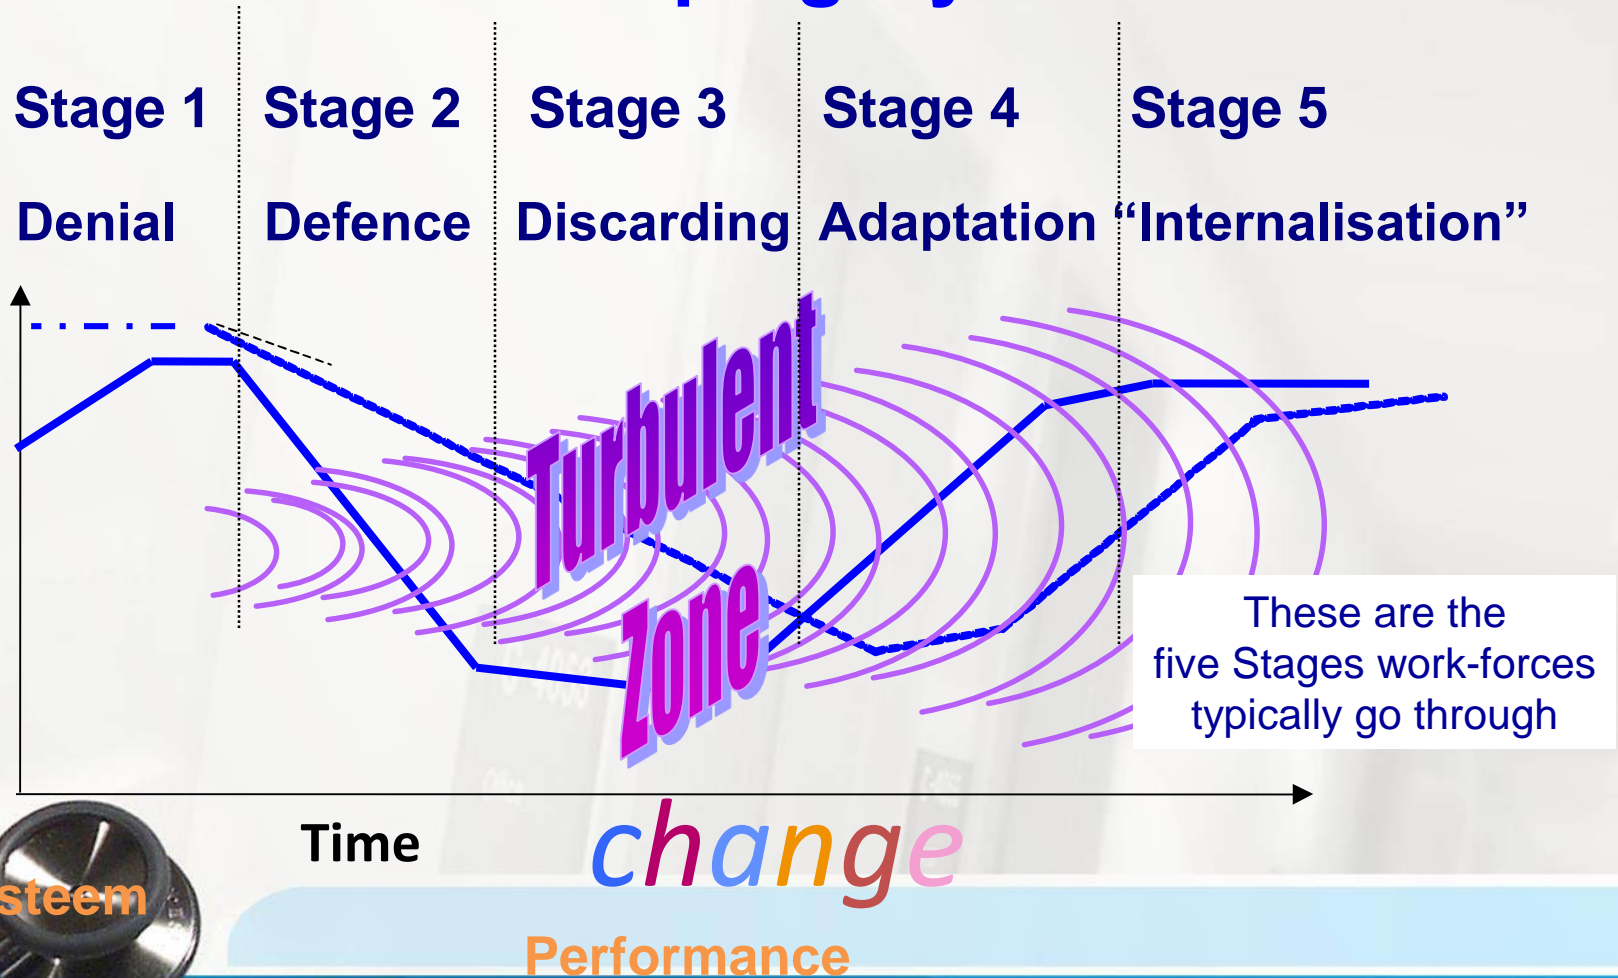 Stage 1 Stage 2 Stage 3 Stage 4 Stage 5
Denial Defence Discarding Adaptation “Internalisation”
Turbulent
Zone
These are the
five Stages work-forces
typically go through
Time
change
steem
Performance